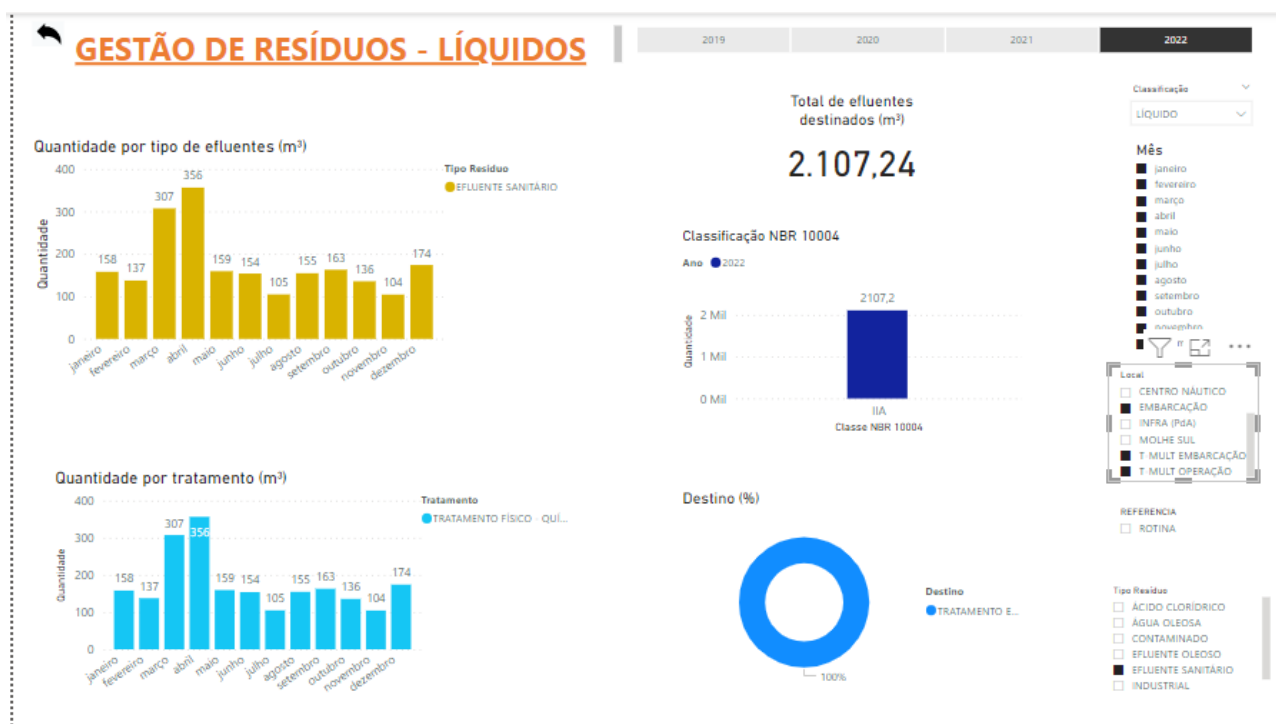 GESTÃO DE RESÍDUOS - LÍQUIDOS
2019
2020
2021
2022
Classificação
LÍQUIDO
Total de efluentes
destinados (m³)
2.107,24
Mês
janeiro
fevereiro
março
abril
maio
junho
julho
agosto
setembro
outubro
novembro
Quantidade por tipo de efluentes (m³)
Tipo Resíduo
EFLUENTE SANITÁRIO
Quantidade
400
300
200
100
0
158
137
307
356
159
154
105
155
163
136
104
174
janeiro
fevereiro
março
abril
maio
junho
julho
agosto
setembro
outubro
novembro
dezembro
Classificação NBR 10004
Ano 2022
Quantidade
2 Mil
1 Mil
0 Mil
2107,2
IIA
Classe NBR 10004
Local
CENTRO NÁUTICO
EMBARCAÇÃO
INFRA (PdA)
MOLHE SUL
T-MULT EMBARCAÇÃO
T-MULT OPERAÇÃO
REFERENCIA
ROTINA
Quantidade por tratamento (m³)
Tratamento
TRATAMENTO FÍSICO - QUÍ...
Quantidade
400
300
200
100
0
158
137
307
356
159
154
105
155
163
136
104
174
janeiro
fevereiro
março
abril
maio
junho
julho
agosto
setembro
outubro
novembro
dezembro
Destino (%)
Destino
TRATAMENTO E...
100%
Tipo Resíduo
ÁCIDO CLORÍDRICO
ÁGUA OLEOSA
CONTAMINADO
EFLUENTE OLEOSO
EFLUENTE SANITÁRIO
INDUSTRIAL